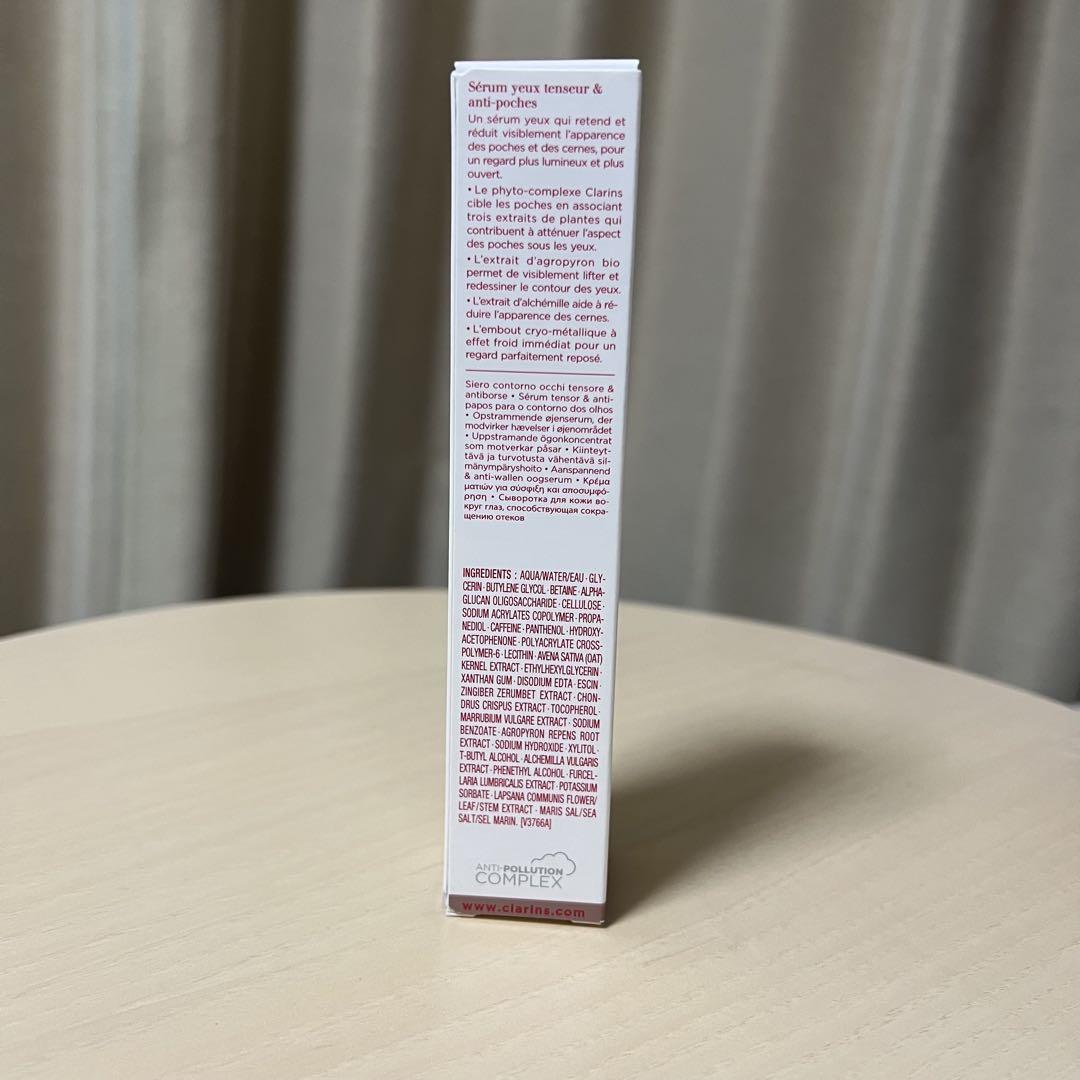 Sérum yeux tenseur &
anti-poches
Un sérum yeux qui retend et
réduit visiblement l'apparence
des poches et des cernes, pour
un regard plus lumineux et plus
ouvert.
• Le phyto-complexe Clarins
cible les poches en associant
trois extraits de plantes qui
contribuent à atténuer l'aspect
des poches sous les yeux.
• L'extrait d'agropyron bio
permet de visiblement lifter et
redessiner le contour des yeux.
• L'extrait d'alchémille aide à ré-
duire l'apparence des cernes.
• L'embout cryo-métallique à
effet froid immédiat pour un
regard parfaitement reposé.
Siero contorno occhi tensore &
antiborse • Sérum tensor & anti-
papos para o contorno dos olhos
• Opstrammende øjenserum, der
modvirker hævelser i øjenområdet
• Uppstramande ögonkoncentrat
som motverkar påsar • Kiinteyt-
tävä ja turvotusta vähentävä sil-
mänympäryshoito • Aanspannend
& anti-wallen oogserum • Κρέμα
ματιών για σύσφιξη και αποσυμφό-
ρηση • Сыворотка для кожи во-
круг глаз, способствующая сокра-
щению отеков
INGREDIENTS : AQUA/WATER/EAU · GLY-
CERIN · BUTYLENE GLYCOL · BETAINE · ALPHA-
GLUCAN OLIGOSACCHARIDE · CELLULOSE ·
SODIUM ACRYLATES COPOLYMER · PROPA-
NEDIOL · CAFFEINE · PANTHENOL · HYDROXY-
ACETOPHENONE · POLYACRYLATE CROSS-
POLYMER-6 · LECITHIN · AVENA SATIVA (OAT)
KERNEL EXTRACT · ETHYLHEXYLGLYCERIN ·
XANTHAN GUM · DISODIUM EDTA · ESCIN ·
ZINGIBER ZERUMBET EXTRACT · CHON-
DRUS CRISPUS EXTRACT · TOCOPHEROL ·
MARRUBIUM VULGARE EXTRACT · SODIUM
BENZOATE · AGROPYRON REPENS ROOT
EXTRACT · SODIUM HYDROXIDE · XYLITOL ·
T-BUTYL ALCOHOL · ALCHEMILLA VULGARIS
EXTRACT · PHENETHYL ALCOHOL · FURCEL-
LARIA LUMBRICALIS EXTRACT · POTASSIUM
SORBATE · LAPSANA COMMUNIS FLOWER/
LEAF/STEM EXTRACT · MARIS SAL/SEA
SALT/SEL MARIN. [V3766A]
ANTI-POLLUTION
COMPLEX
www.clarins.com